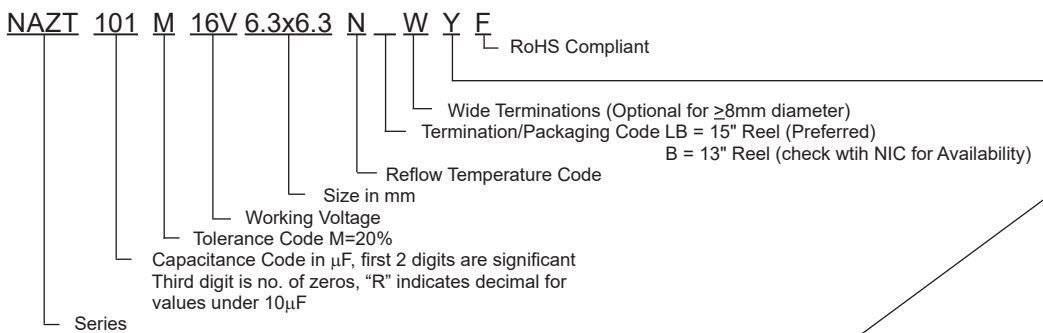 NAZT 101 M 16V 6.3x6.3 N _ W Y F
RoHS Compliant
Wide Terminations (Optional for ≥8mm diameter)
Termination/Packaging Code LB = 15" Reel (Preferred)
B = 13" Reel (check wtih NIC for Availability)
Reflow Temperature Code
Size in mm
Working Voltage
Tolerance Code M=20%
Capacitance Code in μF, first 2 digits are significant
Third digit is no. of zeros, “R” indicates decimal for
values under 10μF
Series